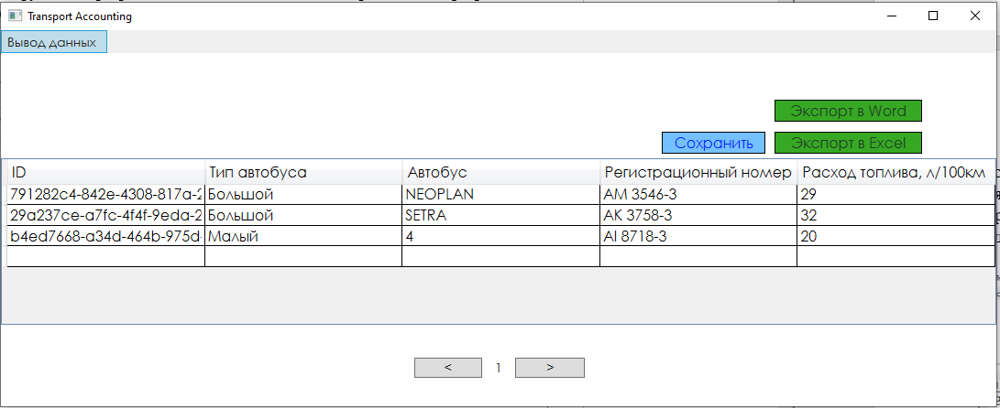 Transport Accounting
Вывод данных
Экспорт в Word
Сохранить Экспорт в Excel
ID Тип автобуса Автобус Регистрационный номер Расход топлива, л/100км
791282c4-842e-4308-817a-2 Большой NEOPLAN AM 3546-3 29
29a237ce-a7fc-4f4f-9eda-2 Большой SETRA AK 3758-3 32
b4ed7668-a34d-464b-975d- Малый 4 AI 8718-3 20
< 1 >